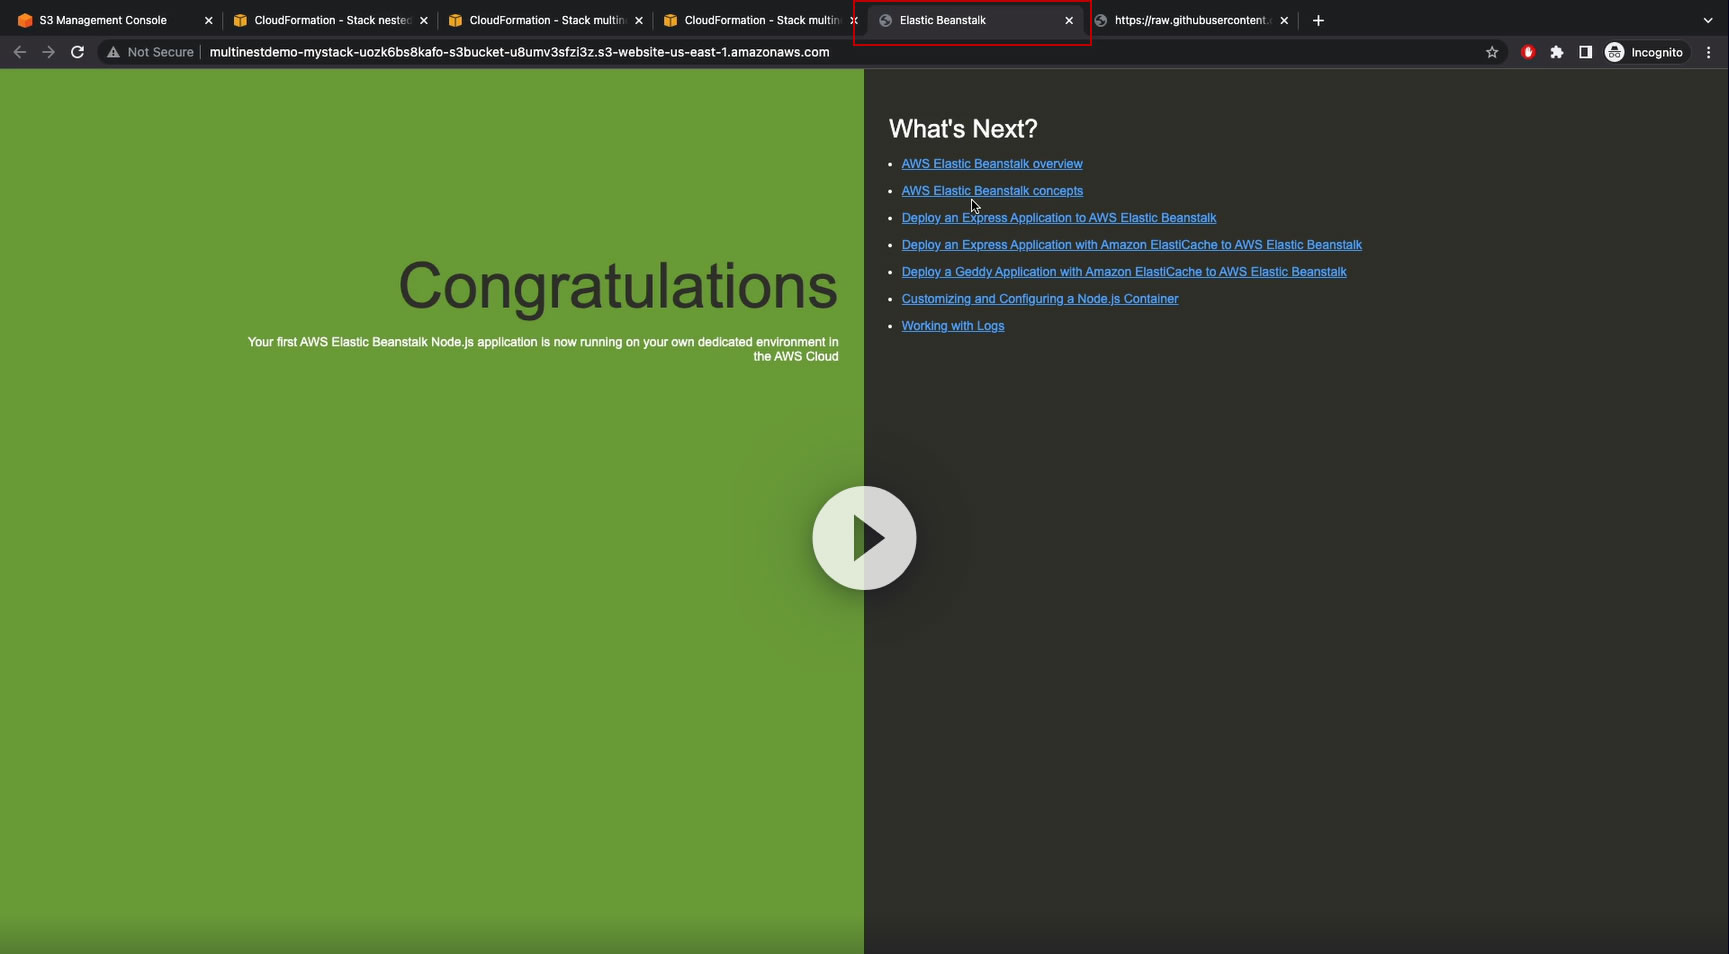 S3 Management Console
CloudFormation - Stack nested
CloudFormation - Stack multin
CloudFormation - Stack multin
Elastic Beanstalk
https://raw.githubusercontent.c
Not Secure
multinestdemo-mystack-uozk6bs8kafo-s3bucket-u8umv3sfzi3z.s3-website-us-east-1.amazonaws.com
Incognito
Congratulations
Your first AWS Elastic Beanstalk Node.js application is now running on your own dedicated environment in
the AWS Cloud
What's Next?
AWS Elastic Beanstalk overview
AWS Elastic Beanstalk concepts
Deploy an Express Application to AWS Elastic Beanstalk
Deploy an Express Application with Amazon ElastiCache to AWS Elastic Beanstalk
Deploy a Geddy Application with Amazon ElastiCache to AWS Elastic Beanstalk
Customizing and Configuring a Node.js Container
Working with Logs